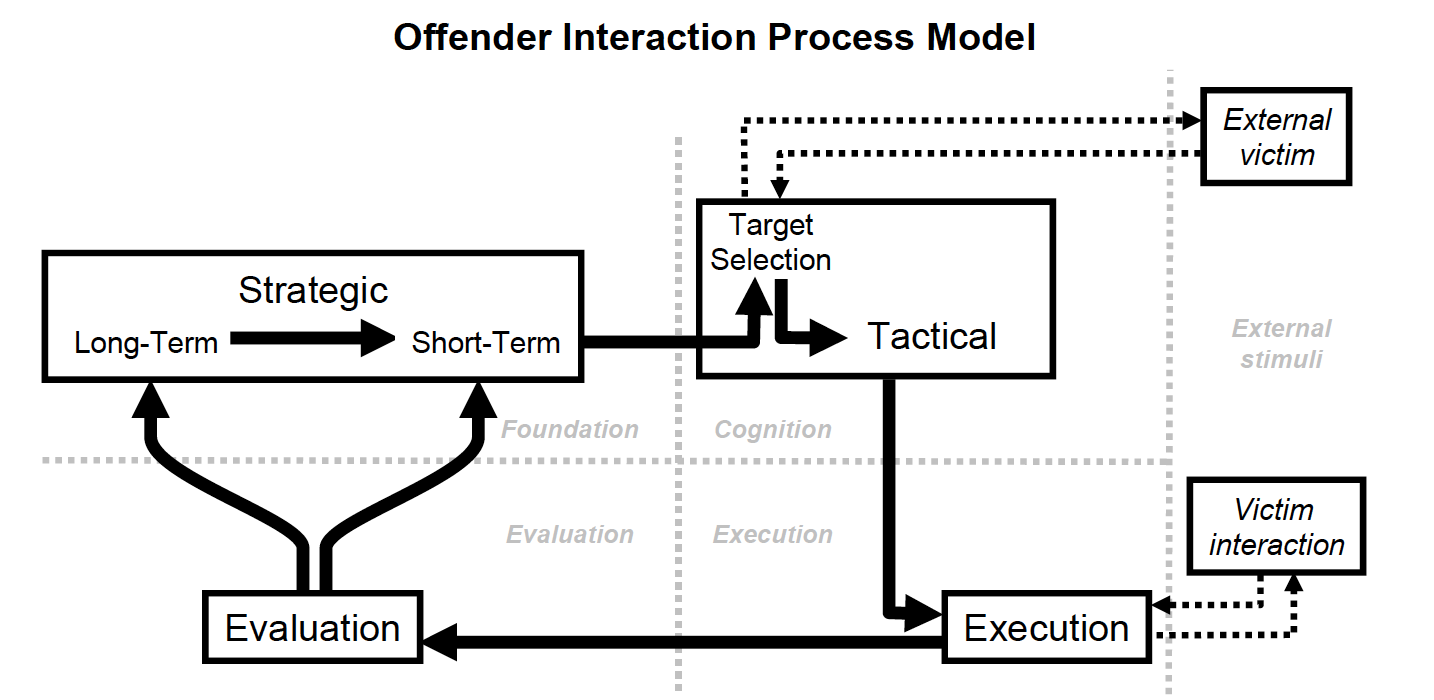 Offender Interaction Process Model
External
victim
Target
Selection
Strategic
Long-Term
Short-Term
Tactical
External
stimuli
Foundation
Cognition
Evaluation
Execution
Victim
interaction
Evaluation
Execution